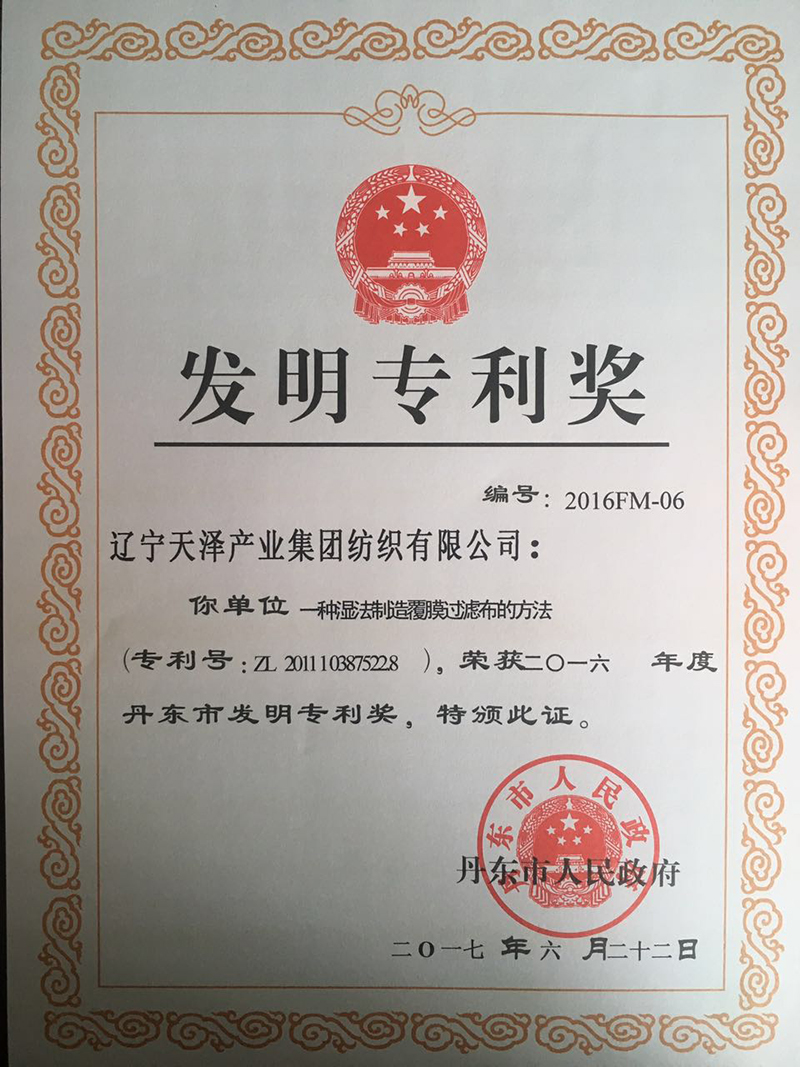 发明专利奖
编号：2016FM-06
辽宁天泽产业集团纺织有限公司：
你单位 一种湿法制造覆膜过滤布的方法
（专利号：ZL 201110387522.8 ），荣获二〇一六 年度
丹东市发明专利奖，特颁此证。
丹东市人民政府
丹东市人民政府
二〇一七年六月二十二日